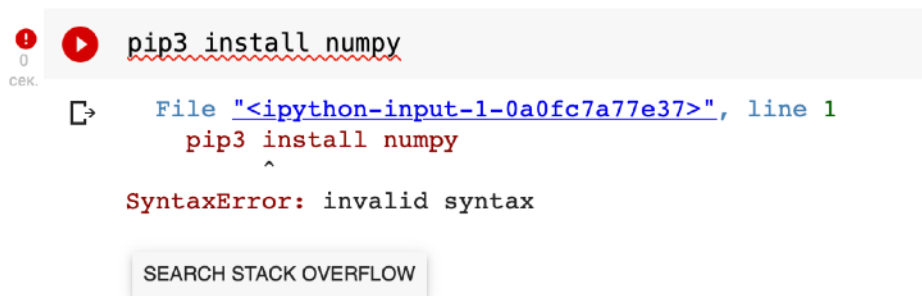 pip3 install numpy
0
сек.
File "<ipython-input-1-0a0fc7a77e37>", line 1
pip3 install numpy
^
SyntaxError: invalid syntax
SEARCH STACK OVERFLOW